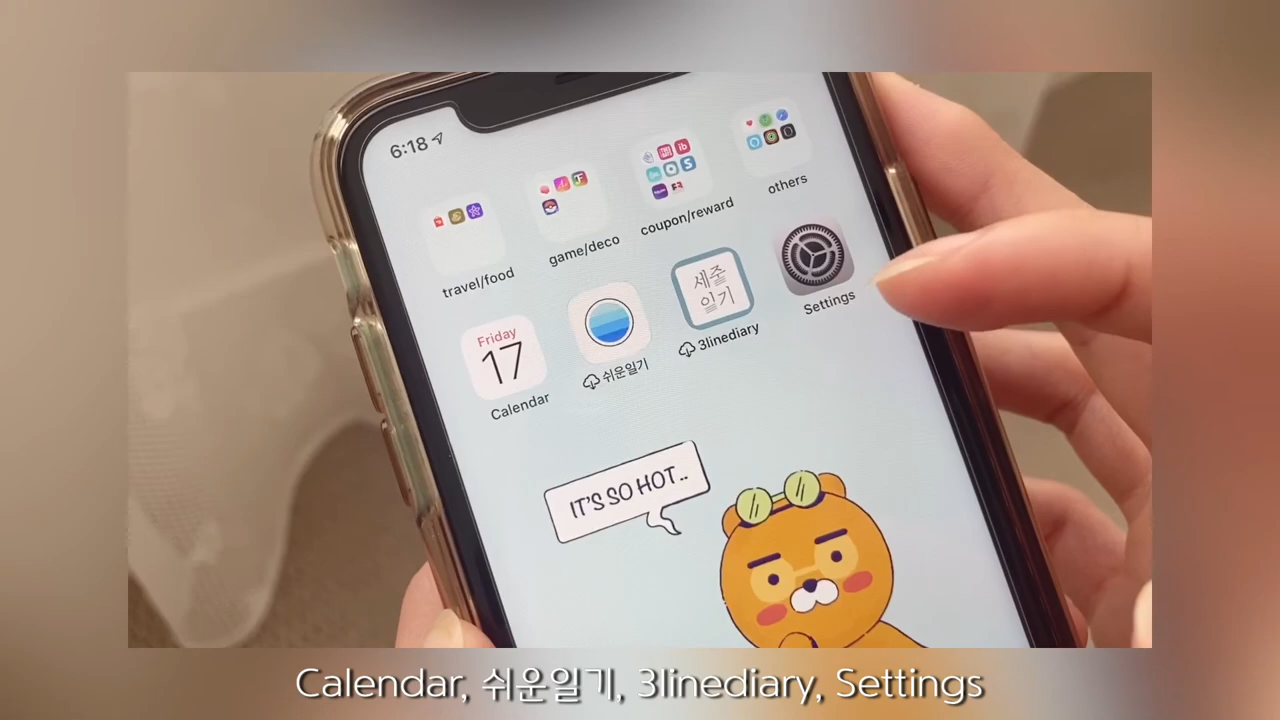 6:18
travel/food
game/deco
coupon/reward
others
Friday
17
Calendar
쉬운일기
세줄
일기
3linediary
Settings
IT'S SO HOT..
Calendar, 쉬운일기, 3linediary, Settings